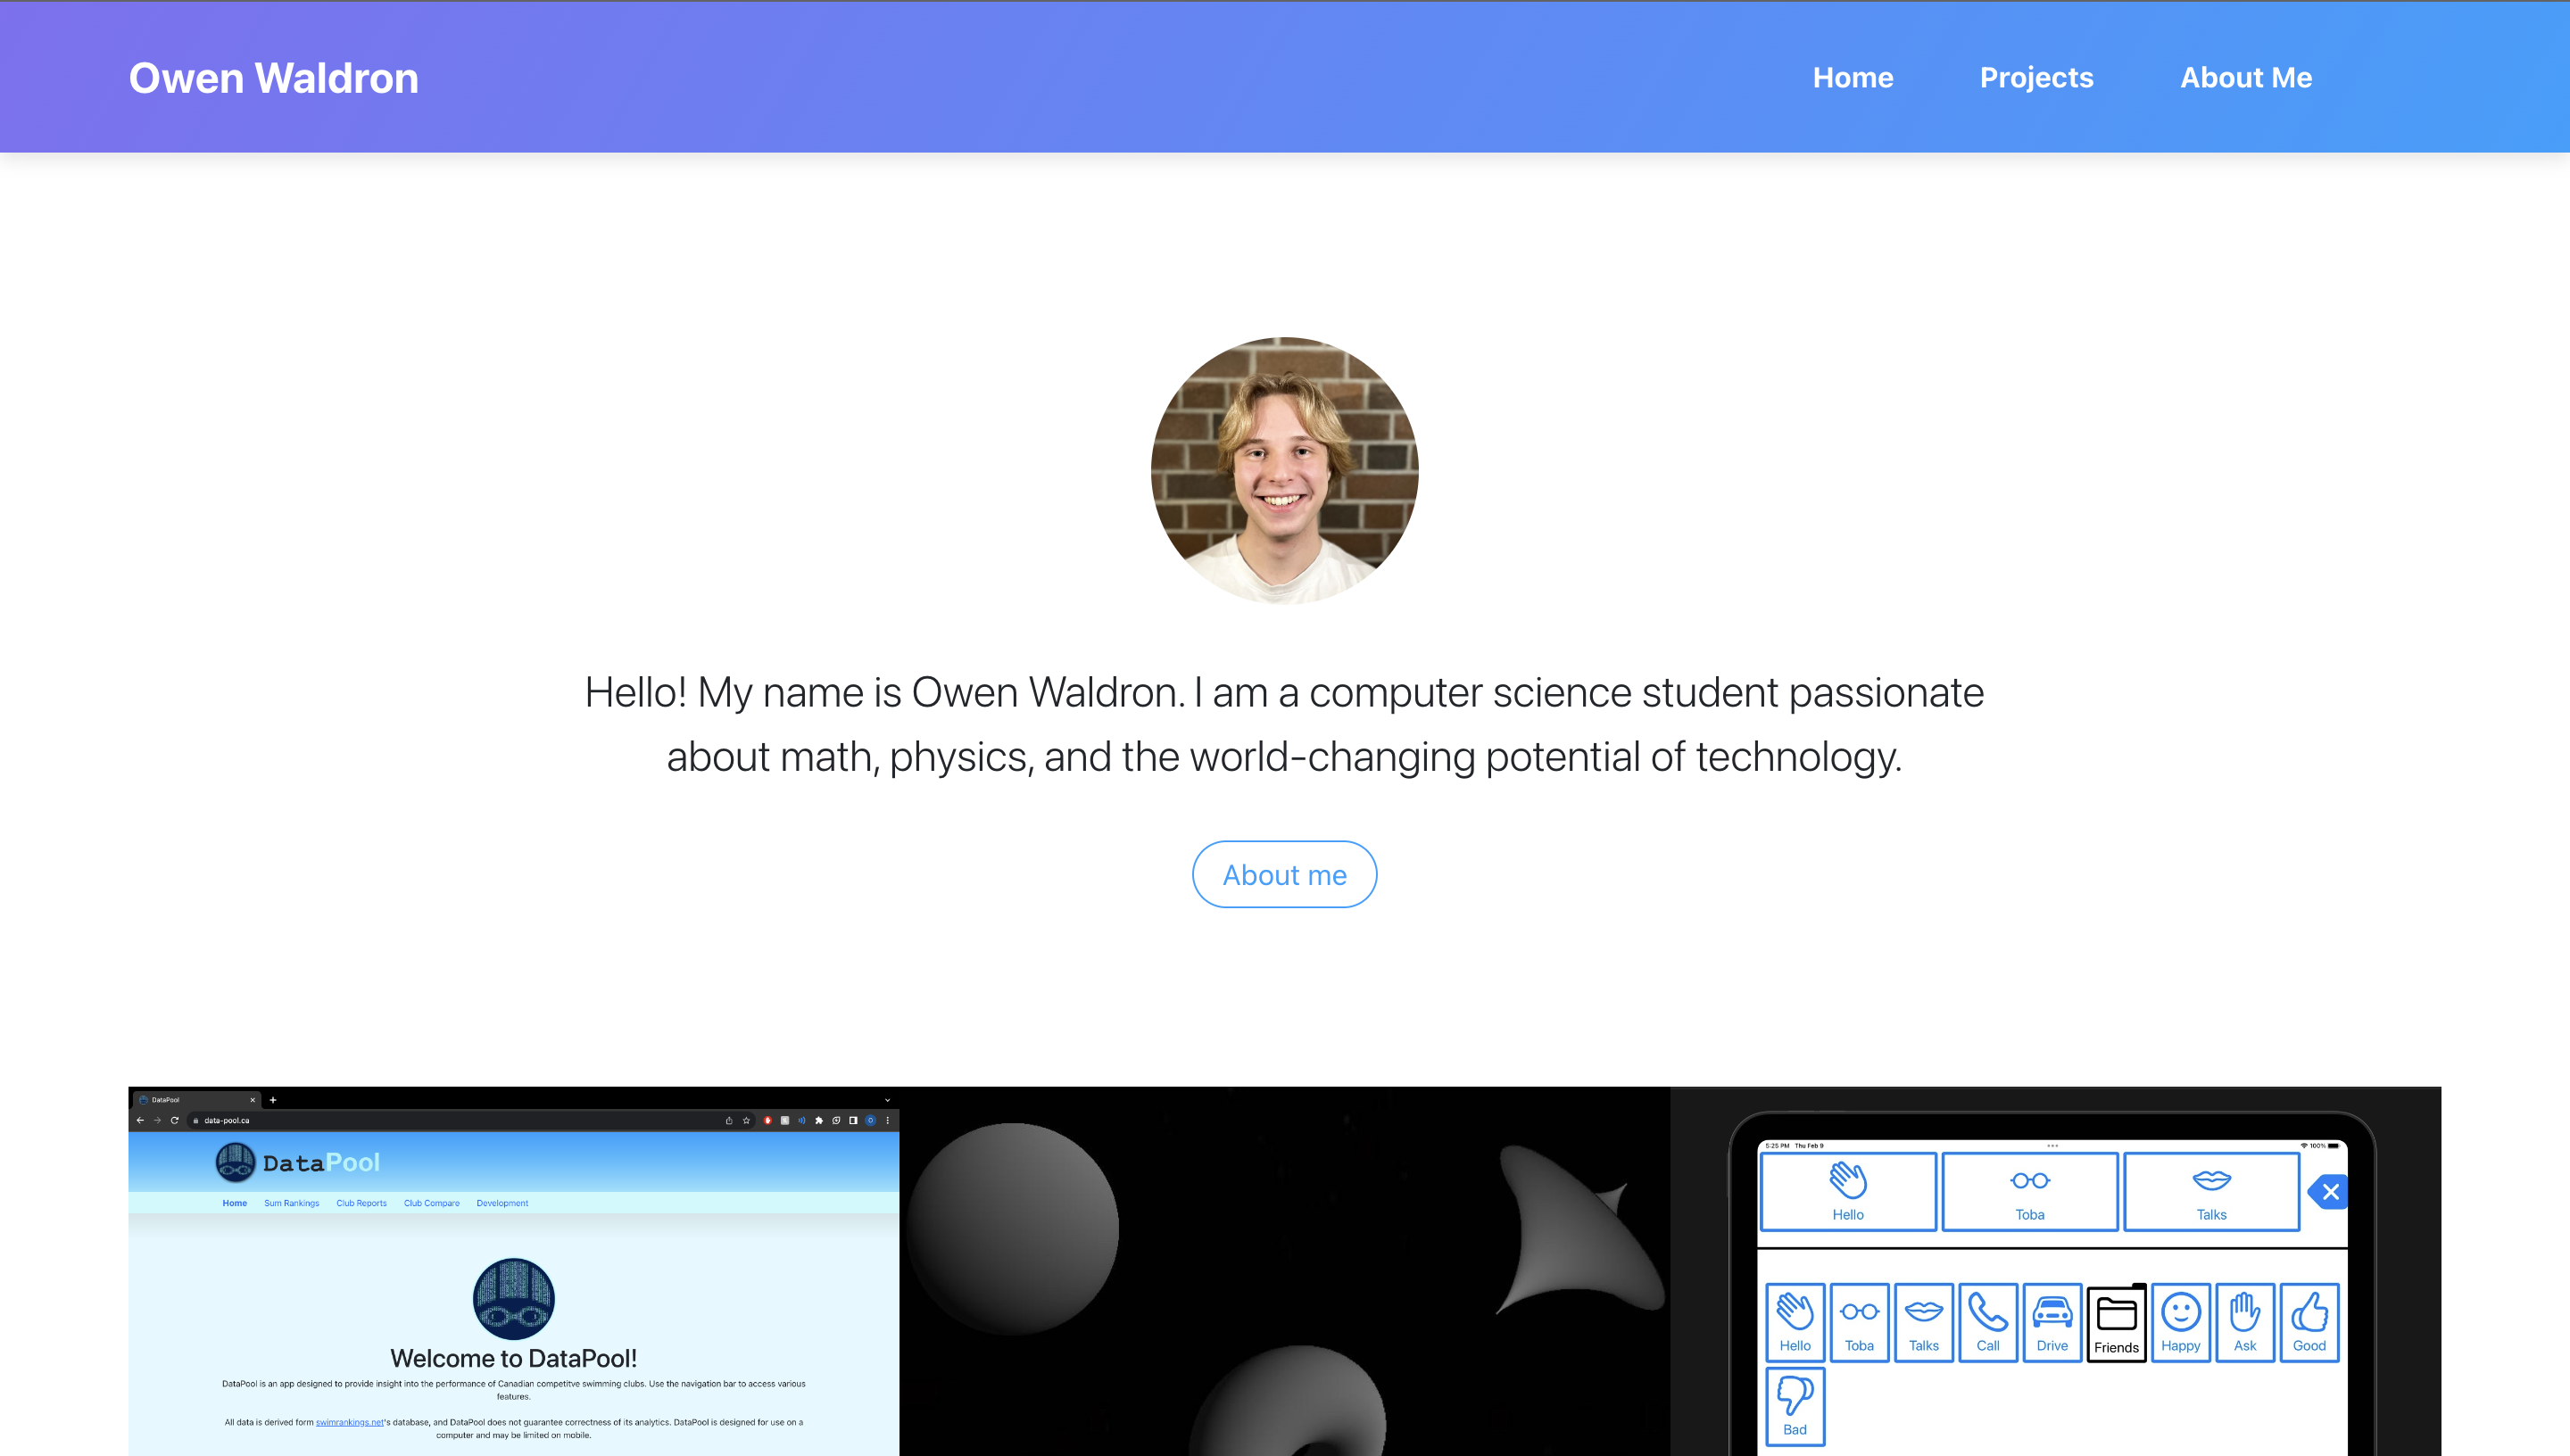 Owen Waldron
Home Projects About Me
Hello! My name is Owen Waldron. I am a computer science student passionate
about math, physics, and the world-changing potential of technology.
About me
DataPool
data-pool.ca
DataPool
Home Sum Rankings Club Reports Club Compare Development
Welcome to DataPool!
DataPool is an app designed to provide insight into the performance of Canadian competitve swimming clubs. Use the navigation bar to access various
features.
All data is derived form swimrankings.net's database, and DataPool does not guarantee correctness of its analytics. DataPool is designed for use on a
computer and may be limited on mobile.
5:25 PM Thu Feb 9 100%
Hello Toba Talks
Hello Toba Talks Call Drive Friends Happy Ask Good
Bad